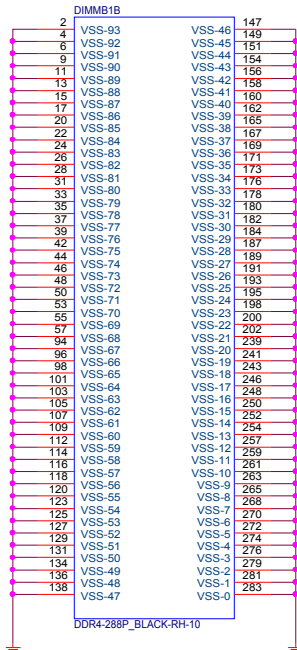 DIMMB1B
2 VSS-93 VSS-46 147
4 VSS-92 VSS-45 149
6 VSS-91 VSS-44 151
9 VSS-90 VSS-43 154
11 VSS-89 VSS-42 156
13 VSS-88 VSS-41 158
15 VSS-87 VSS-40 160
17 VSS-86 VSS-39 162
20 VSS-85 VSS-38 165
22 VSS-84 VSS-37 167
24 VSS-83 VSS-36 169
26 VSS-82 VSS-35 171
28 VSS-81 VSS-34 173
31 VSS-80 VSS-33 176
33 VSS-79 VSS-32 178
35 VSS-78 VSS-31 180
37 VSS-77 VSS-30 182
39 VSS-76 VSS-29 184
42 VSS-75 VSS-28 187
44 VSS-74 VSS-27 189
46 VSS-73 VSS-26 191
48 VSS-72 VSS-25 193
50 VSS-71 VSS-24 195
53 VSS-70 VSS-23 198
55 VSS-69 VSS-22 200
57 VSS-68 VSS-21 202
94 VSS-67 VSS-20 239
96 VSS-66 VSS-19 241
98 VSS-65 VSS-18 243
101 VSS-64 VSS-17 246
103 VSS-63 VSS-16 248
105 VSS-62 VSS-15 250
107 VSS-61 VSS-14 252
109 VSS-60 VSS-13 254
112 VSS-59 VSS-12 257
114 VSS-58 VSS-11 259
116 VSS-57 VSS-10 261
118 VSS-56 VSS-9 263
120 VSS-55 VSS-8 265
123 VSS-54 VSS-7 268
125 VSS-53 VSS-6 270
127 VSS-52 VSS-5 272
129 VSS-51 VSS-4 274
131 VSS-50 VSS-3 276
134 VSS-49 VSS-2 279
136 VSS-48 VSS-1 281
138 VSS-47 VSS-0 283
DDR4-288P_BLACK-RH-10